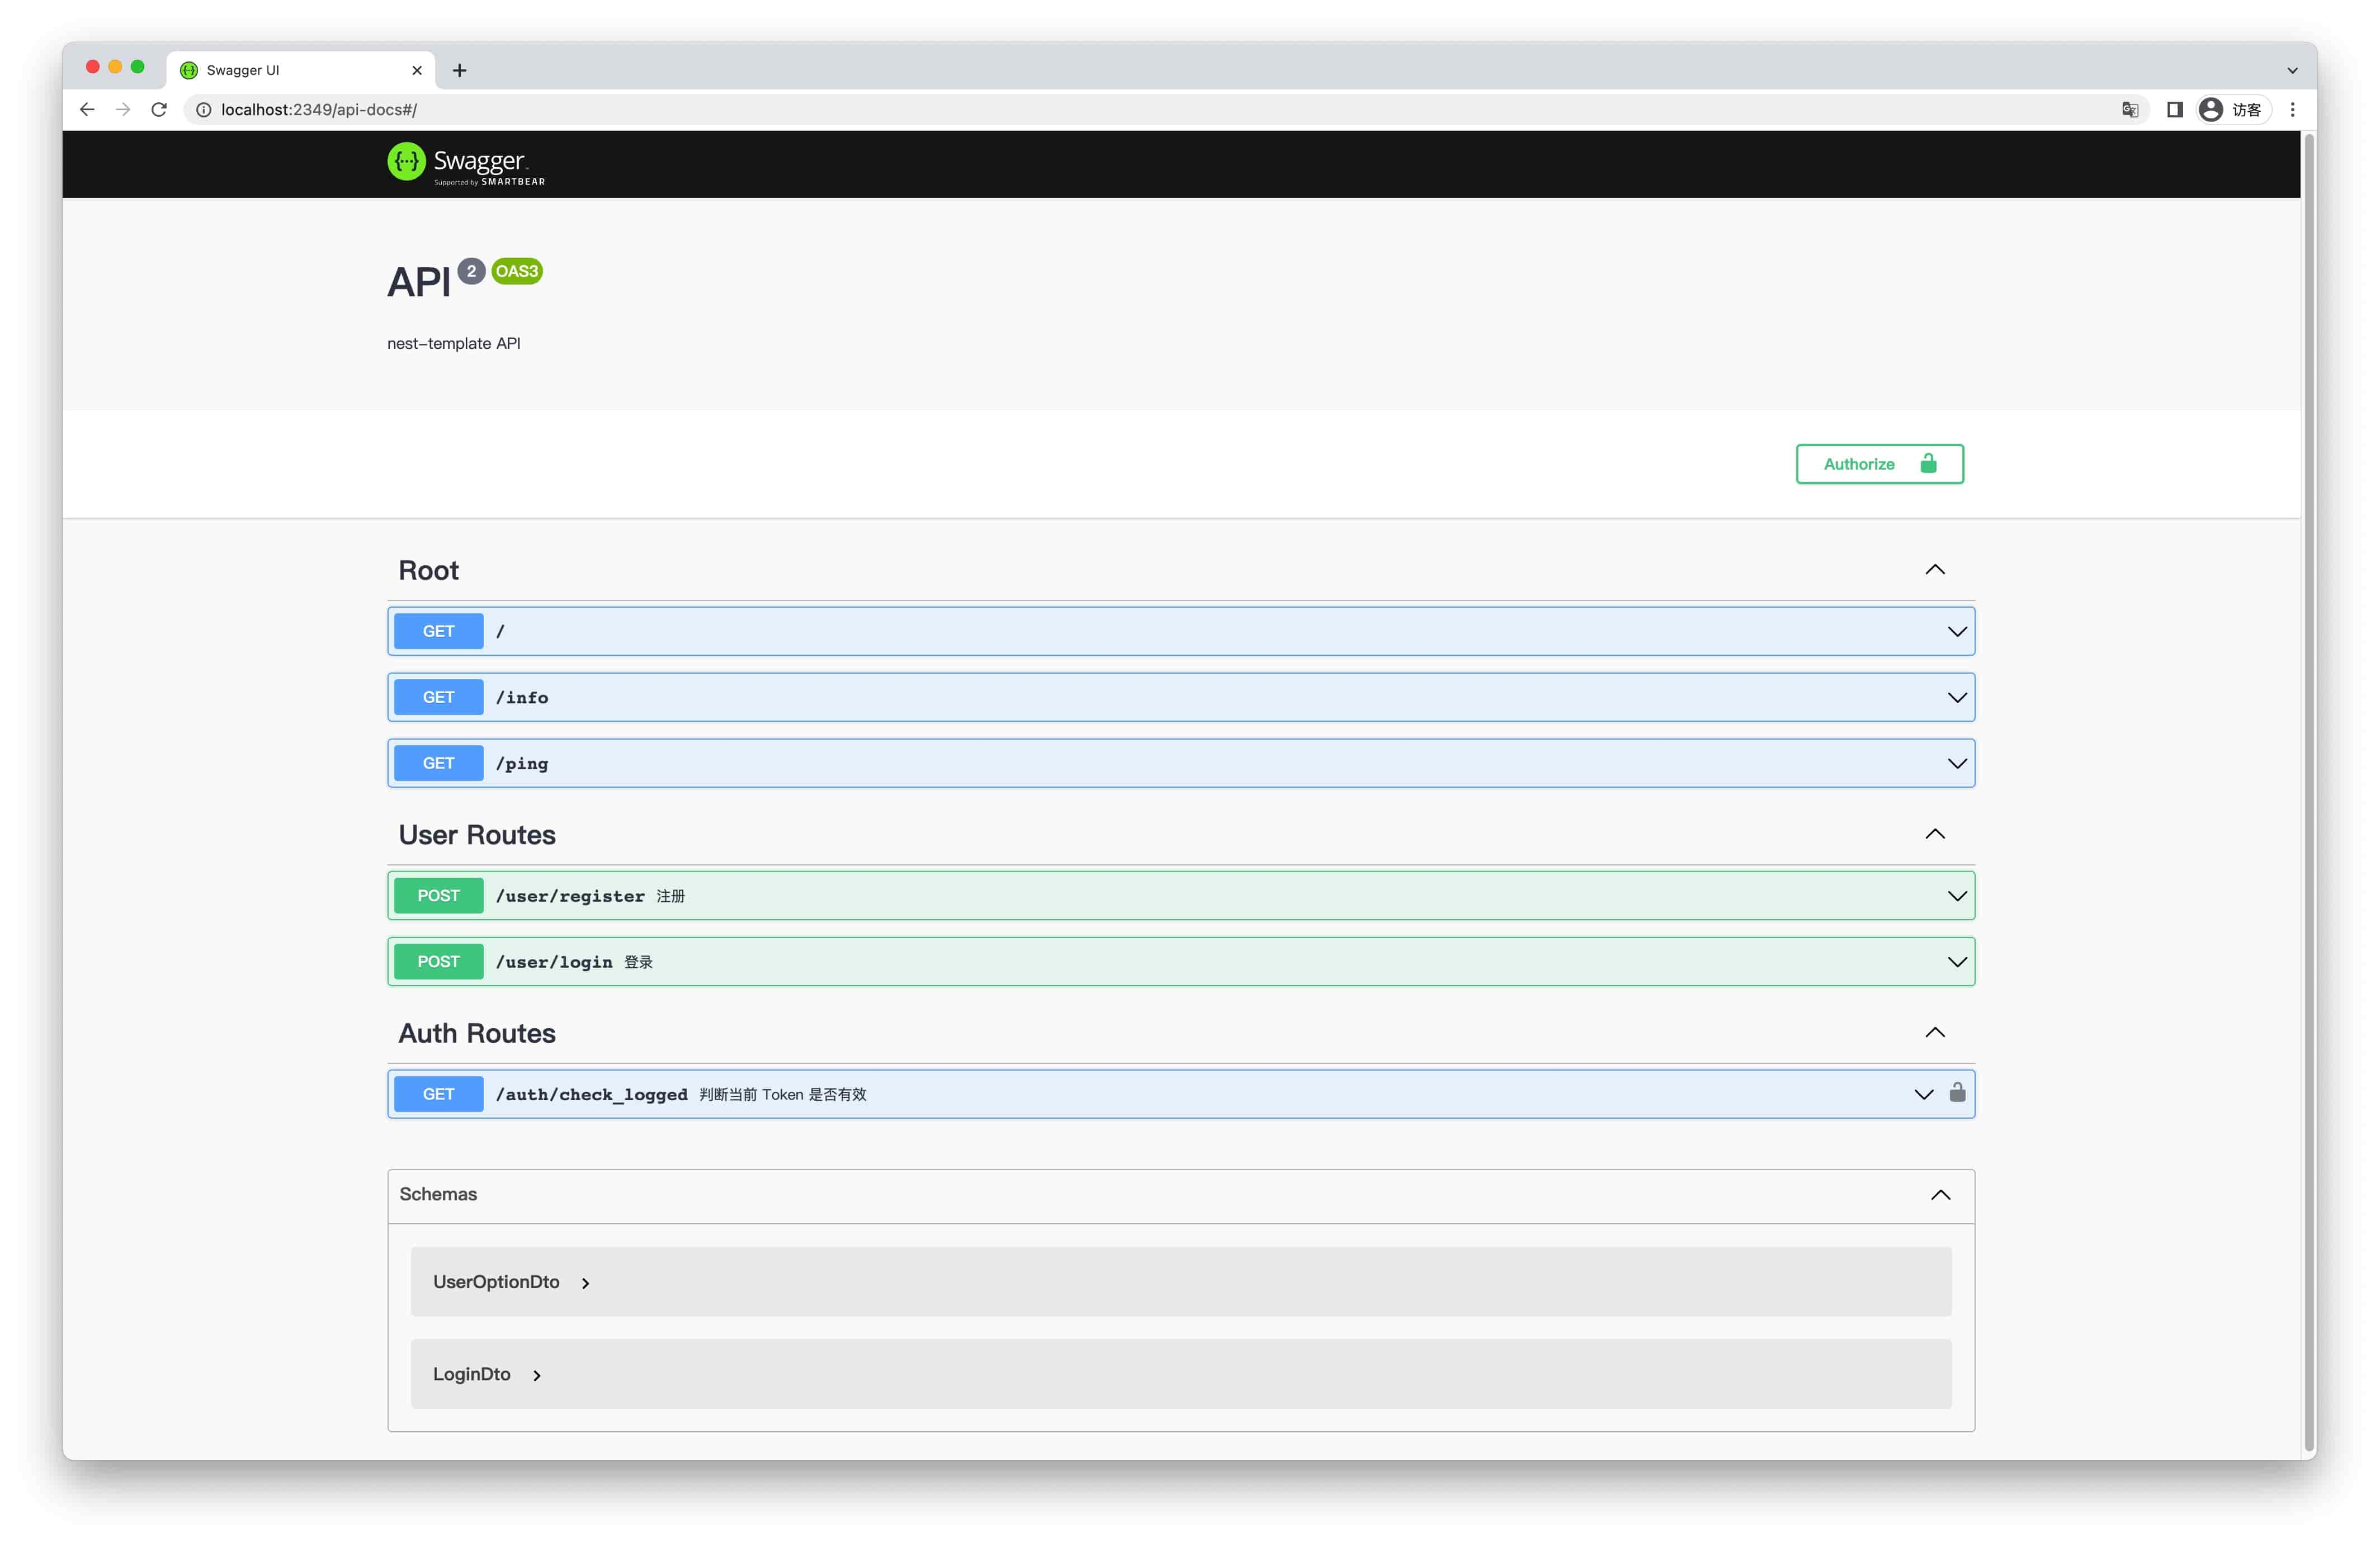 Swagger UI
localhost:2349/api-docs#/
访客
Swagger
Supported by SMARTBEAR
API 2 OAS3
nest-template API
Authorize
Root
GET /
GET /info
GET /ping
User Routes
POST /user/register 注册
POST /user/login 登录
Auth Routes
GET /auth/check_logged 判断当前 Token 是否有效
Schemas
UserOptionDto
LoginDto